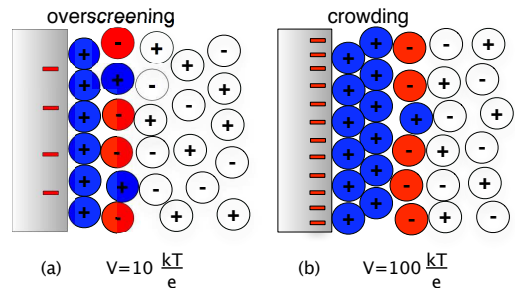 overscreening
crowding
(a) V=10 kT/e
(b) V=100 kT/e